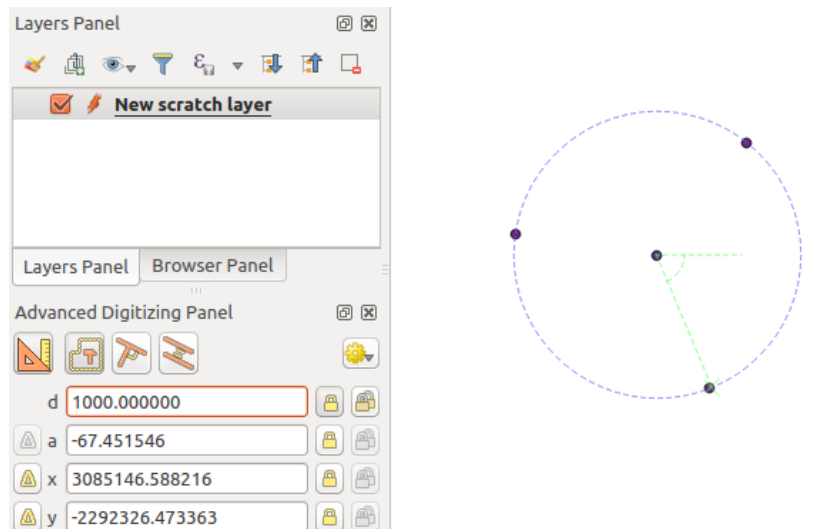 Layers Panel
New scratch layer
Layers Panel Browser Panel
Advanced Digitizing Panel
d 1000.000000
a -67.451546
x 3085146.588216
y -2292326.473363